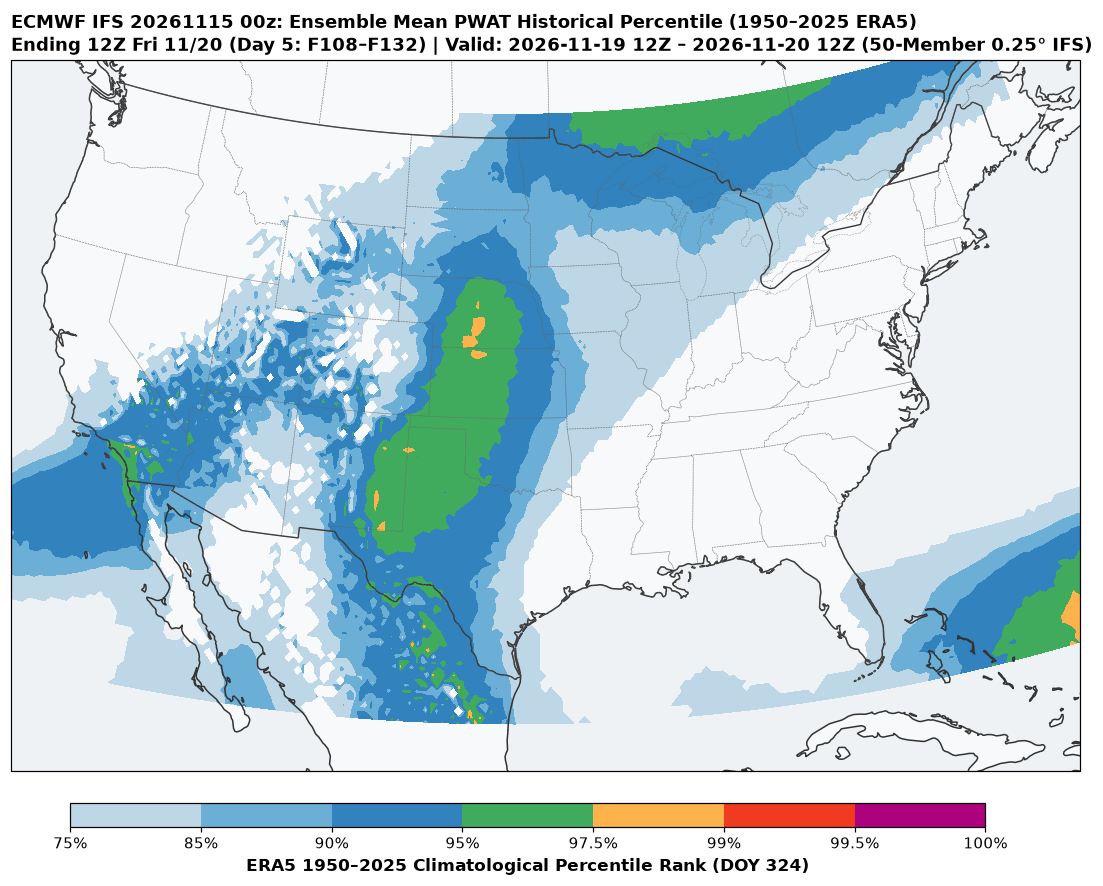 ECMWF IFS 20261115 00z: Ensemble Mean PWAT Historical Percentile (1950–2025 ERA5)
Ending 12Z Fri 11/20 (Day 5: F108–F132) | Valid: 2026-11-19 12Z – 2026-11-20 12Z (50-Member 0.25° IFS)
75% 85% 90% 95% 97.5% 99% 99.5% 100%
ERA5 1950–2025 Climatological Percentile Rank (DOY 324)